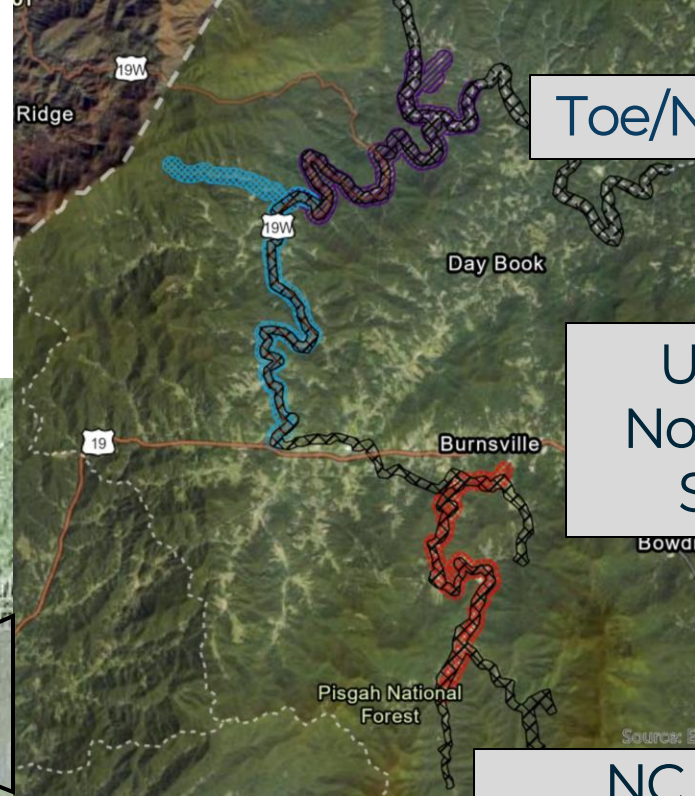 19W
Ridge
Toe/N
19W
Day Book
U
No
S
19
Burnsville
Bowd
Pisgah National
Forest
Source: E
NC